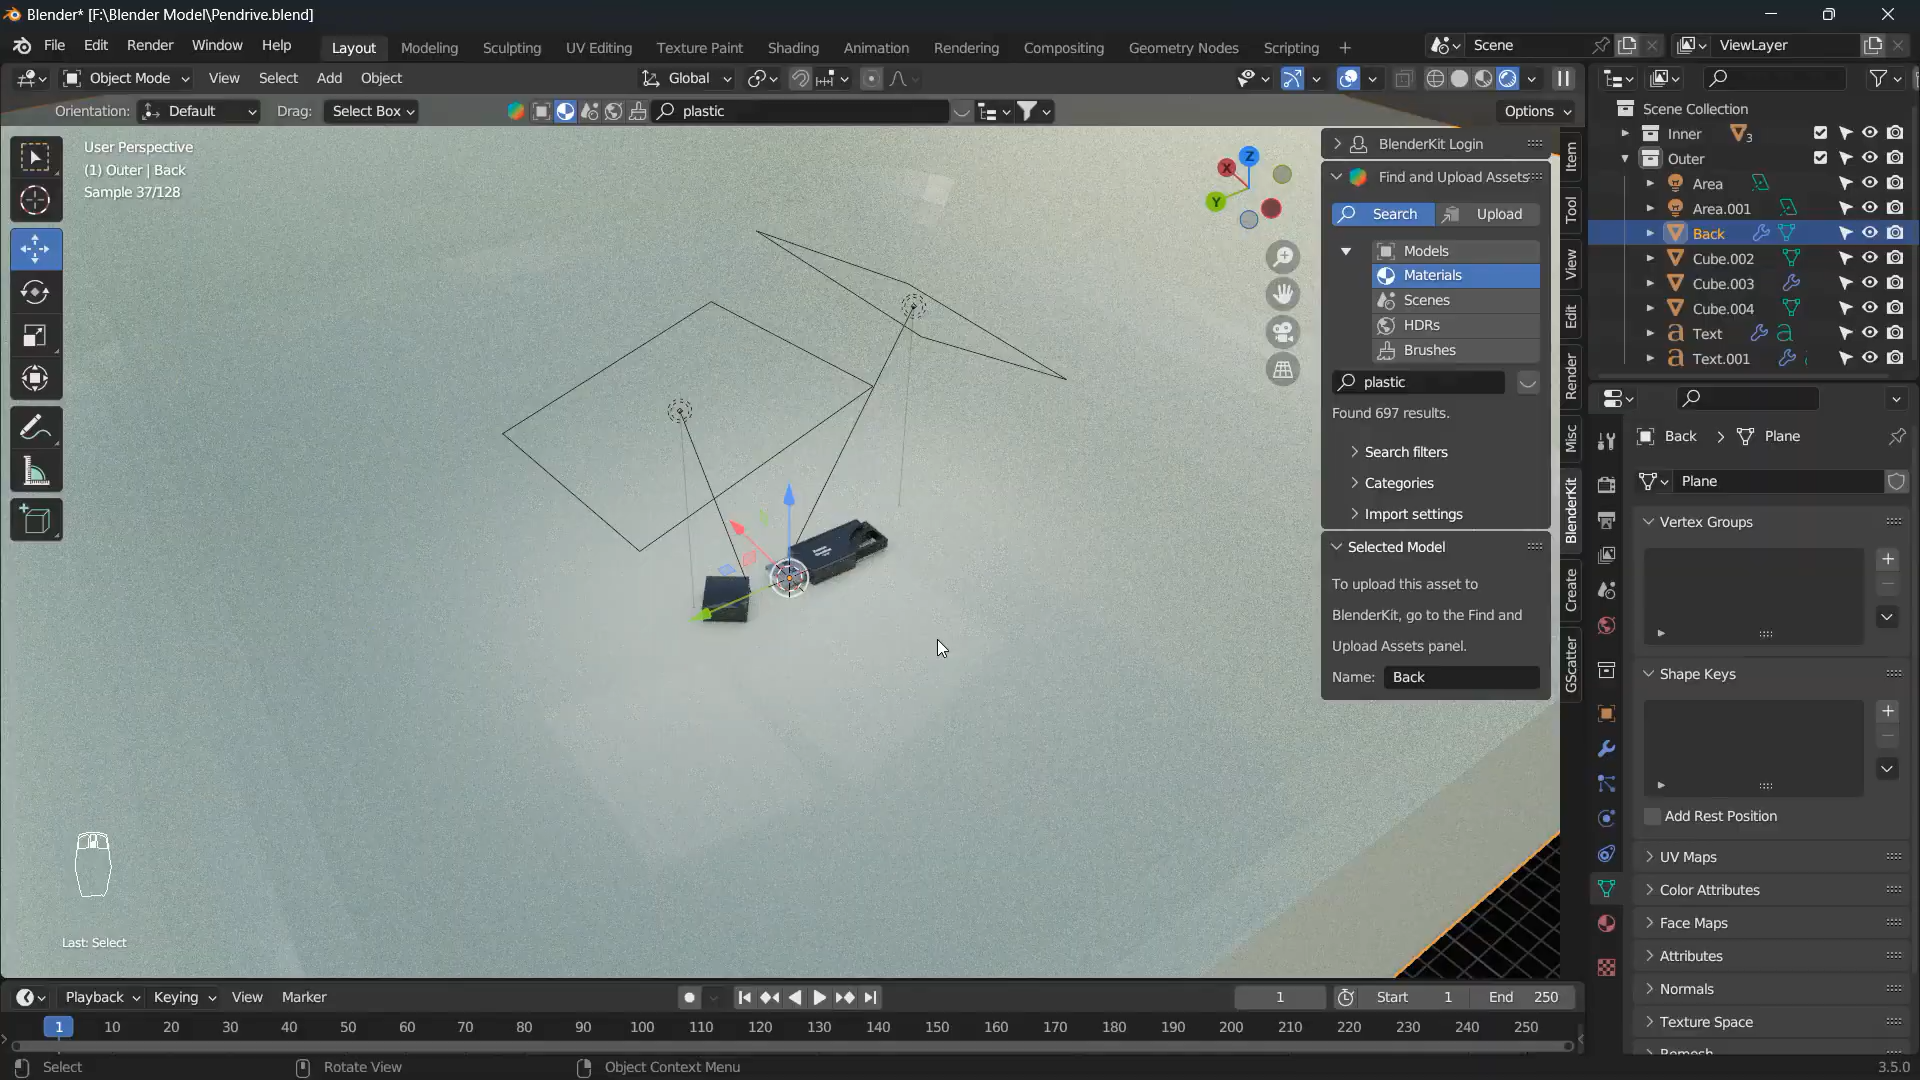 Blender* [F:\Blender Model\Pendrive.blend]
File Edit Render Window Help Layout Modeling Sculpting UV Editing Texture Paint Shading Animation Rendering Compositing Geometry Nodes Scripting Scene ViewLayer
Object Mode View Select Add Object Global
Orientation: Default Drag: Select Box plastic Options
User Perspective
(1) Outer | Back
Sample 37/128
X
Y
Z
BlenderKit Login
Find and Upload Assets
Search Upload
Models
Materials
Scenes
HDRs
Brushes
plastic
Found 697 results.
Search filters
Categories
Import settings
Selected Model
To upload this asset to
BlenderKit, go to the Find and
Upload Assets panel.
Name: Back
Item
Tool
View
Edit
Render
Misc
BlenderKit
Create
GScatter
Scene Collection
Inner 3
Outer
Area
Area.001
Back
Cube.002
Cube.003
Cube.004
Text
Text.001
Back Plane
Plane
Vertex Groups
Shape Keys
Add Rest Position
UV Maps
Color Attributes
Face Maps
Attributes
Normals
Texture Space
Remesh
Last: Select
Playback Keying View Marker 1 Start 1 End 250
1 10 20 30 40 50 60 70 80 90 100 110 120 130 140 150 160 170 180 190 200 210 220 230 240 250
Select Rotate View Object Context Menu 3.5.0